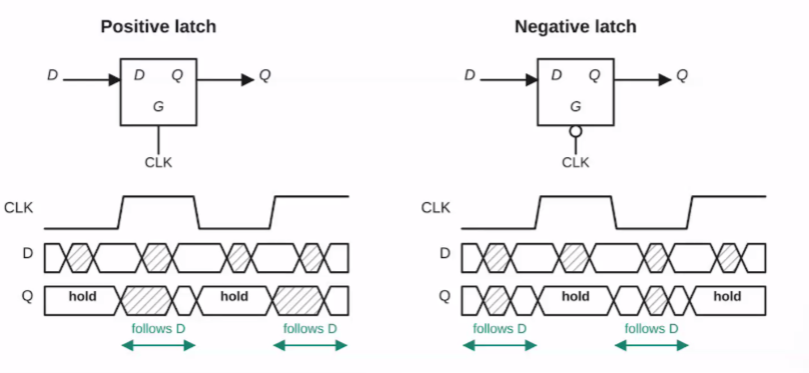 Positive latch
D D Q Q
G
CLK
CLK
D
Q hold hold
follows D follows D
Negative latch
D D Q Q
G
CLK
CLK
D
Q hold hold
follows D follows D